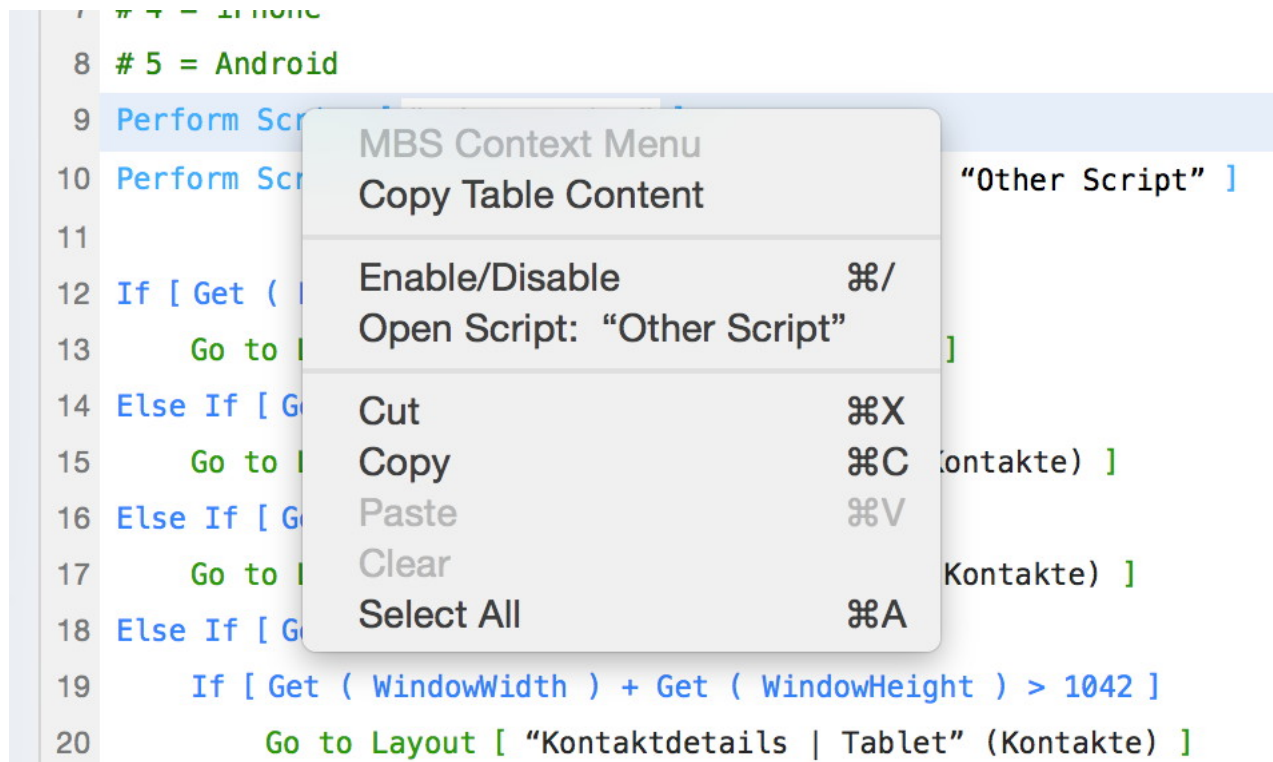 8 # 5 = Android
9 Perform Scr
MBS Context Menu
Copy Table Content
Enable/Disable ⌘/
Open Script: “Other Script”
Cut ⌘X
Copy ⌘C
Paste ⌘V
Clear
Select All ⌘A
10 Perform Scr “Other Script” ]
11
12 If [ Get (
13 Go to ]
14 Else If [
15 Go to ontakte) ]
16 Else If [
17 Go to Kontakte) ]
18 Else If [
19 If [ Get ( WindowWidth ) + Get ( WindowHeight ) > 1042 ]
20 Go to Layout [ “Kontaktdetails | Tablet” (Kontakte) ]